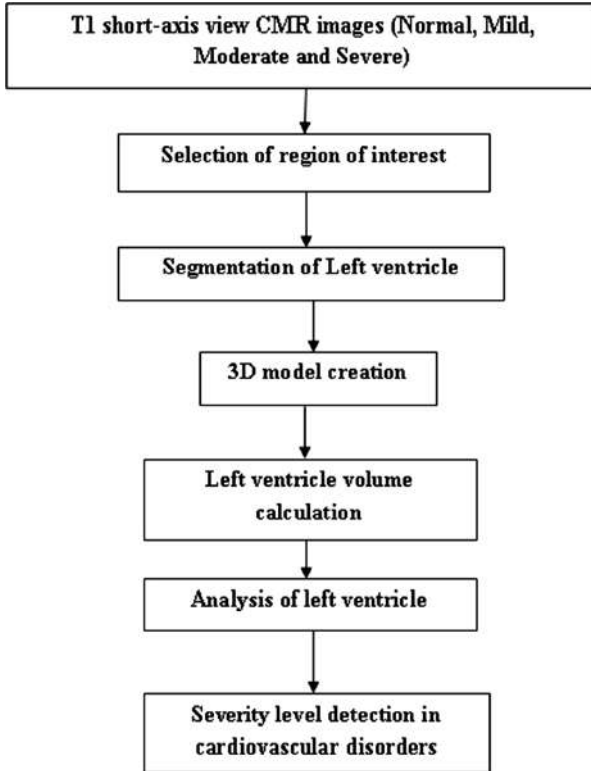 T1 short-axis view CMR images (Normal, Mild,
Moderate and Severe)
Selection of region of interest
Segmentation of Left ventricle
3D model creation
Left ventricle volume
calculation
Analysis of left ventricle
Severity level detection in
cardiovascular disorders